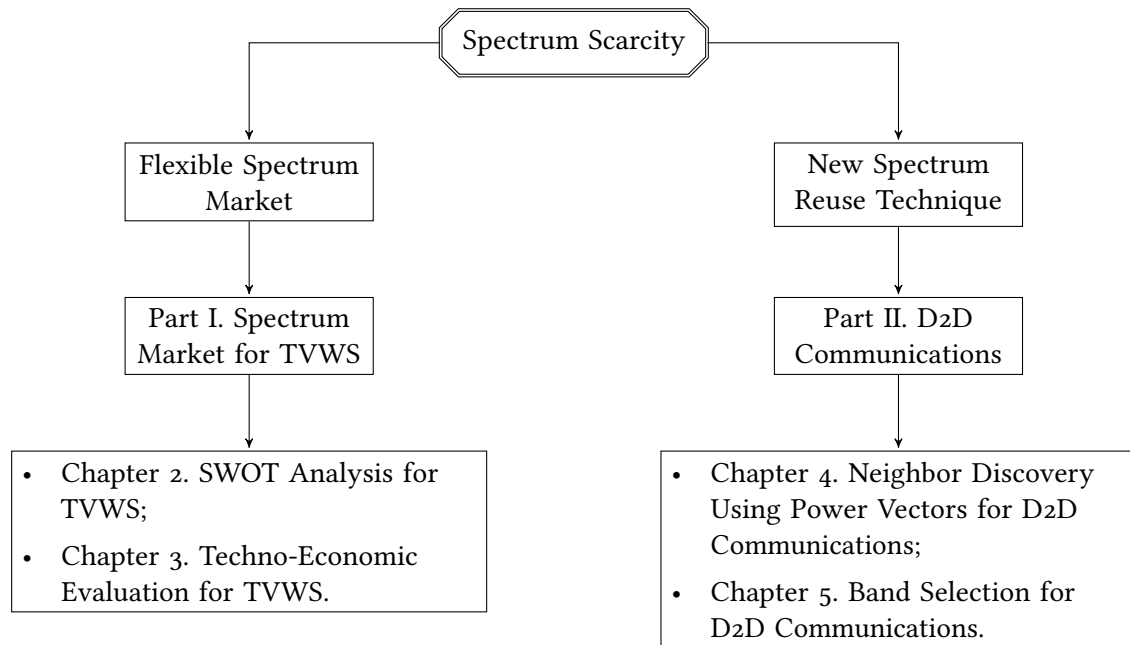 Spectrum Scarcity
Flexible Spectrum
Market
New Spectrum
Reuse Technique
Part I. Spectrum
Market for TVWS
Part II. D2D
Communications
• Chapter 2. SWOT Analysis for
TVWS;
• Chapter 3. Techno-Economic
Evaluation for TVWS.
• Chapter 4. Neighbor Discovery
Using Power Vectors for D2D
Communications;
• Chapter 5. Band Selection for
D2D Communications.